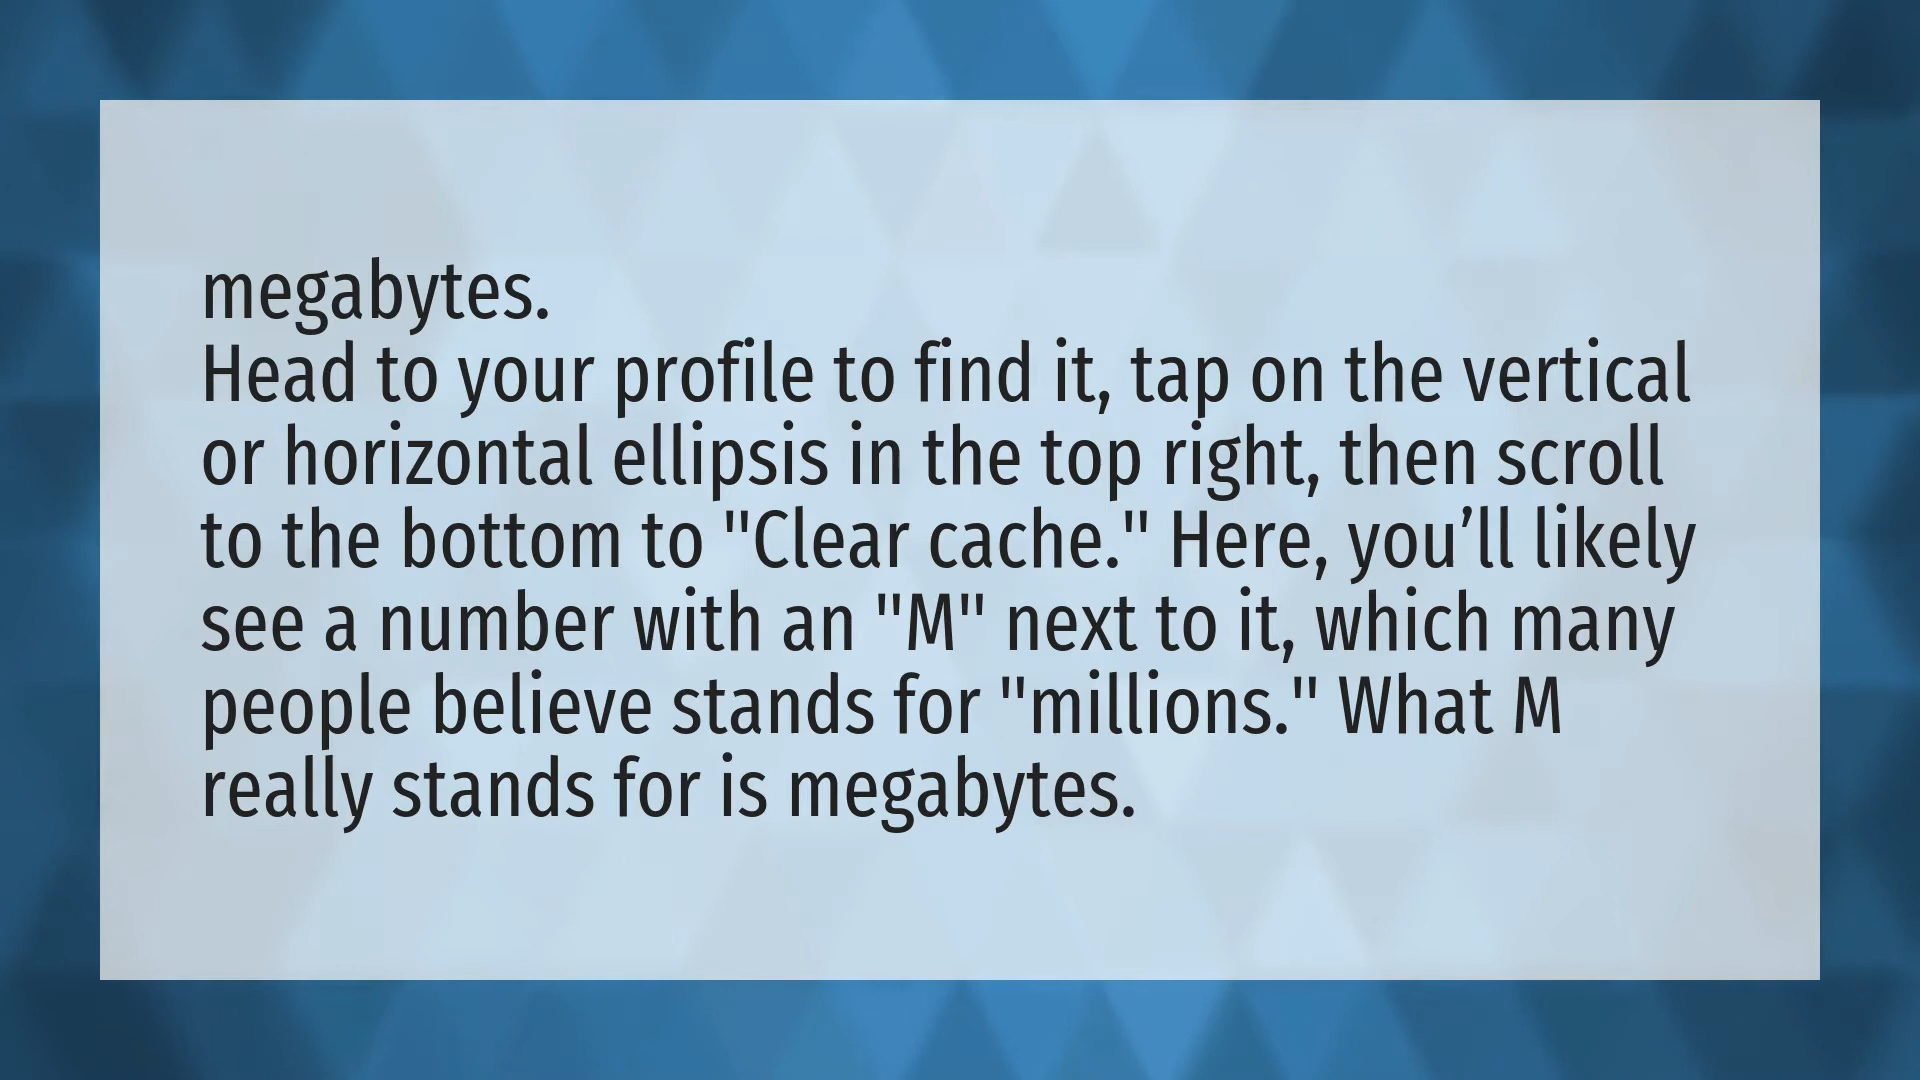 megabytes.
Head to your profile to find it, tap on the vertical
or horizontal ellipsis in the top right, then scroll
to the bottom to "Clear cache." Here, you’ll likely
see a number with an "M" next to it, which many
people believe stands for "millions." What M
really stands for is megabytes.